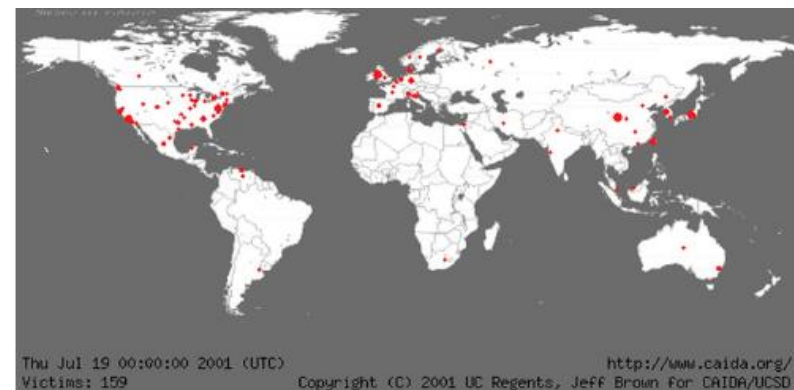 Thu Jul 19 00:00:00 2001 (UTC)
Victims: 159
http://www.caida.org/
Copyright (C) 2001 UC Regents, Jeff Brown for CAIDA/UCSD